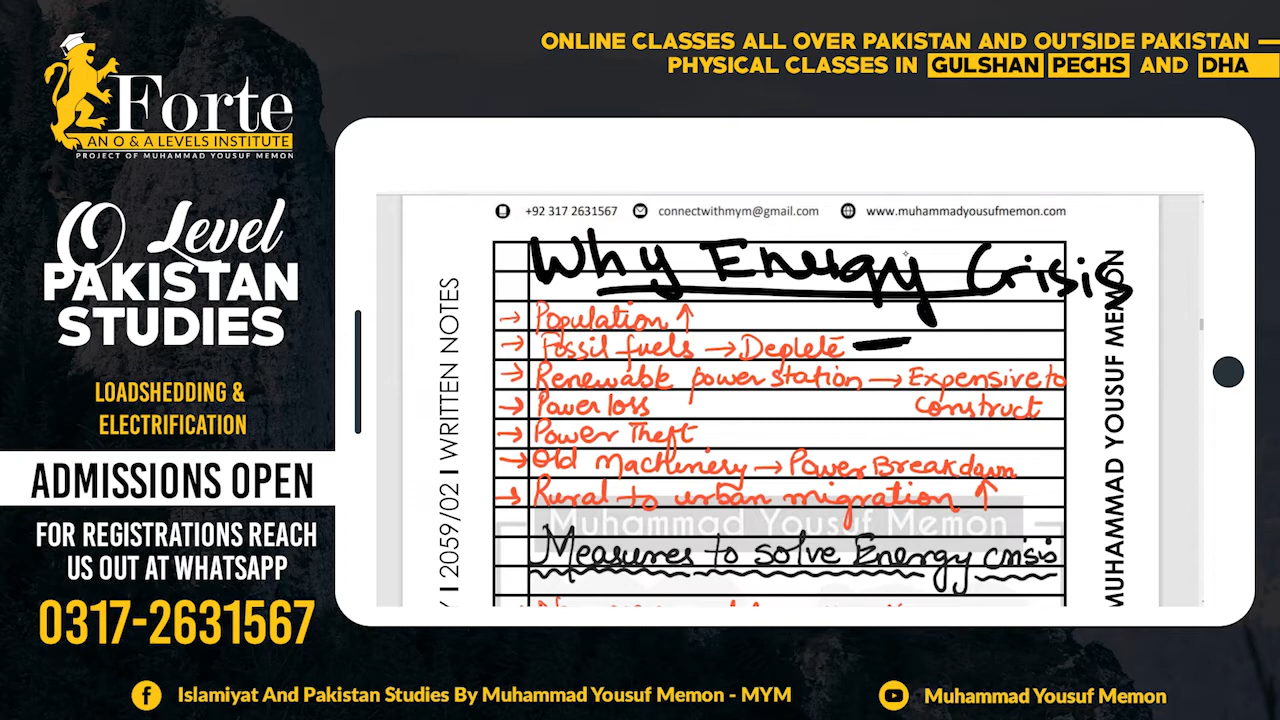 ONLINE CLASSES ALL OVER PAKISTAN AND OUTSIDE PAKISTAN
PHYSICAL CLASSES IN GULSHAN PECHS AND DHA
Forte
AN O & A LEVELS INSTITUTE
PROJECT OF MUHAMMAD YOUSUF MEMON
O Level
PAKISTAN
STUDIES
LOADSHEDDING &
ELECTRIFICATION
ADMISSIONS OPEN
FOR REGISTRATIONS REACH
US OUT AT WHATSAPP
0317-2631567
+92 317 2631567 connectwithmym@gmail.com www.muhammadyousufmemon.com
2059/02 I WRITTEN NOTES
Why Energy Crisis
→ Population ↑
→ Fossil fuels → Deplete
→ Renewable power station → Expensive to
construct
→ Power loss
→ Power Theft
→ Old Machinery → Power Breakdown
→ Rural to urban migration ↑
Muhammad Yousuf Memon
Measures to solve Energy crisis
MUHAMMAD YOUSUF MEMON
Islamiyat And Pakistan Studies By Muhammad Yousuf Memon - MYM
Muhammad Yousuf Memon